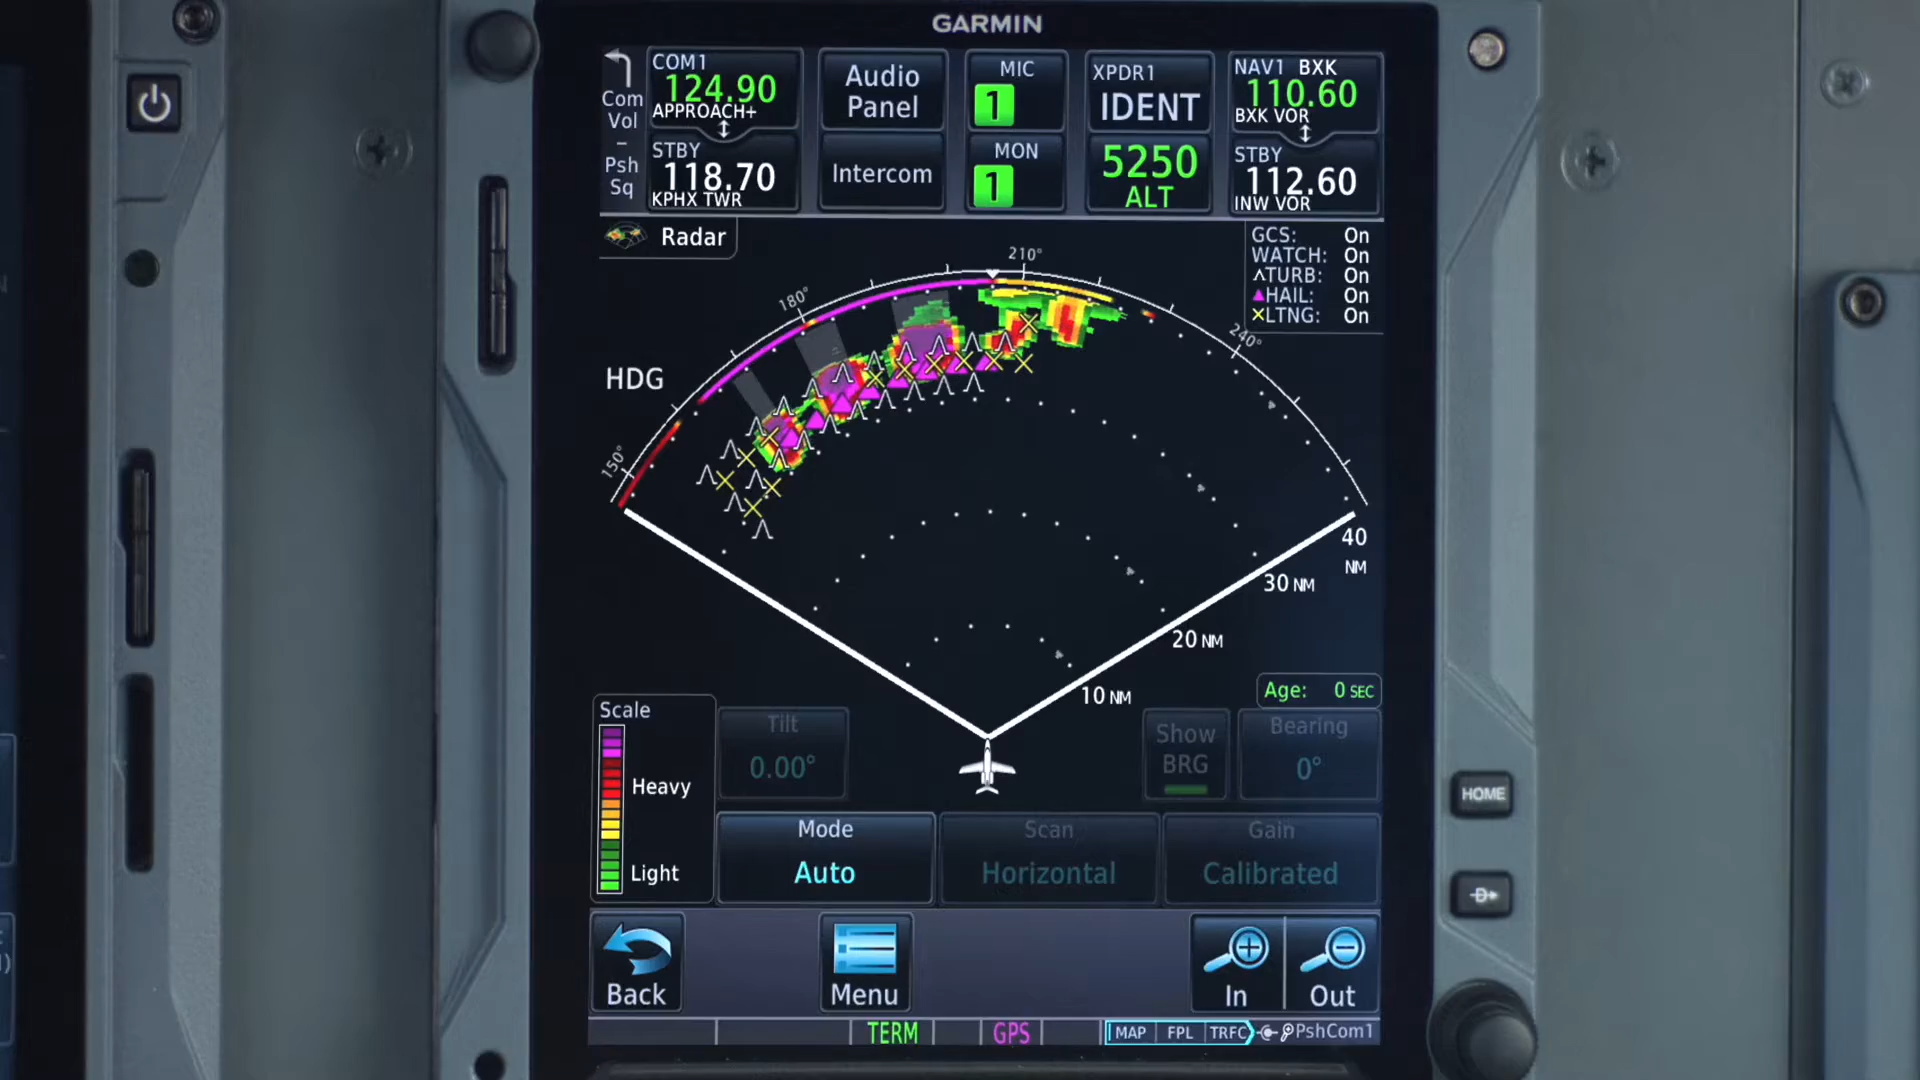 GARMIN
Com
Vol
–
Psh
Sq
COM1
124.90
APPROACH+
STBY
118.70
KPHX TWR
Audio
Panel
Intercom
MIC
1
MON
1
XPDR1
IDENT
5250
ALT
NAV1 BXK
110.60
BXK VOR
STBY
112.60
INW VOR
Radar
GCS: On
WATCH: On
TURB: On
HAIL: On
LTNG: On
HDG
150°
180°
210°
240°
40
NM
30 NM
20 NM
10 NM
Age: 0 SEC
Scale
Heavy
Light
Tilt
0.00°
Show
BRG
Bearing
0°
Mode
Auto
Scan
Horizontal
Gain
Calibrated
HOME
D
Back
Menu
In
Out
TERM
GPS
MAP FPL TRFC
PshCom1